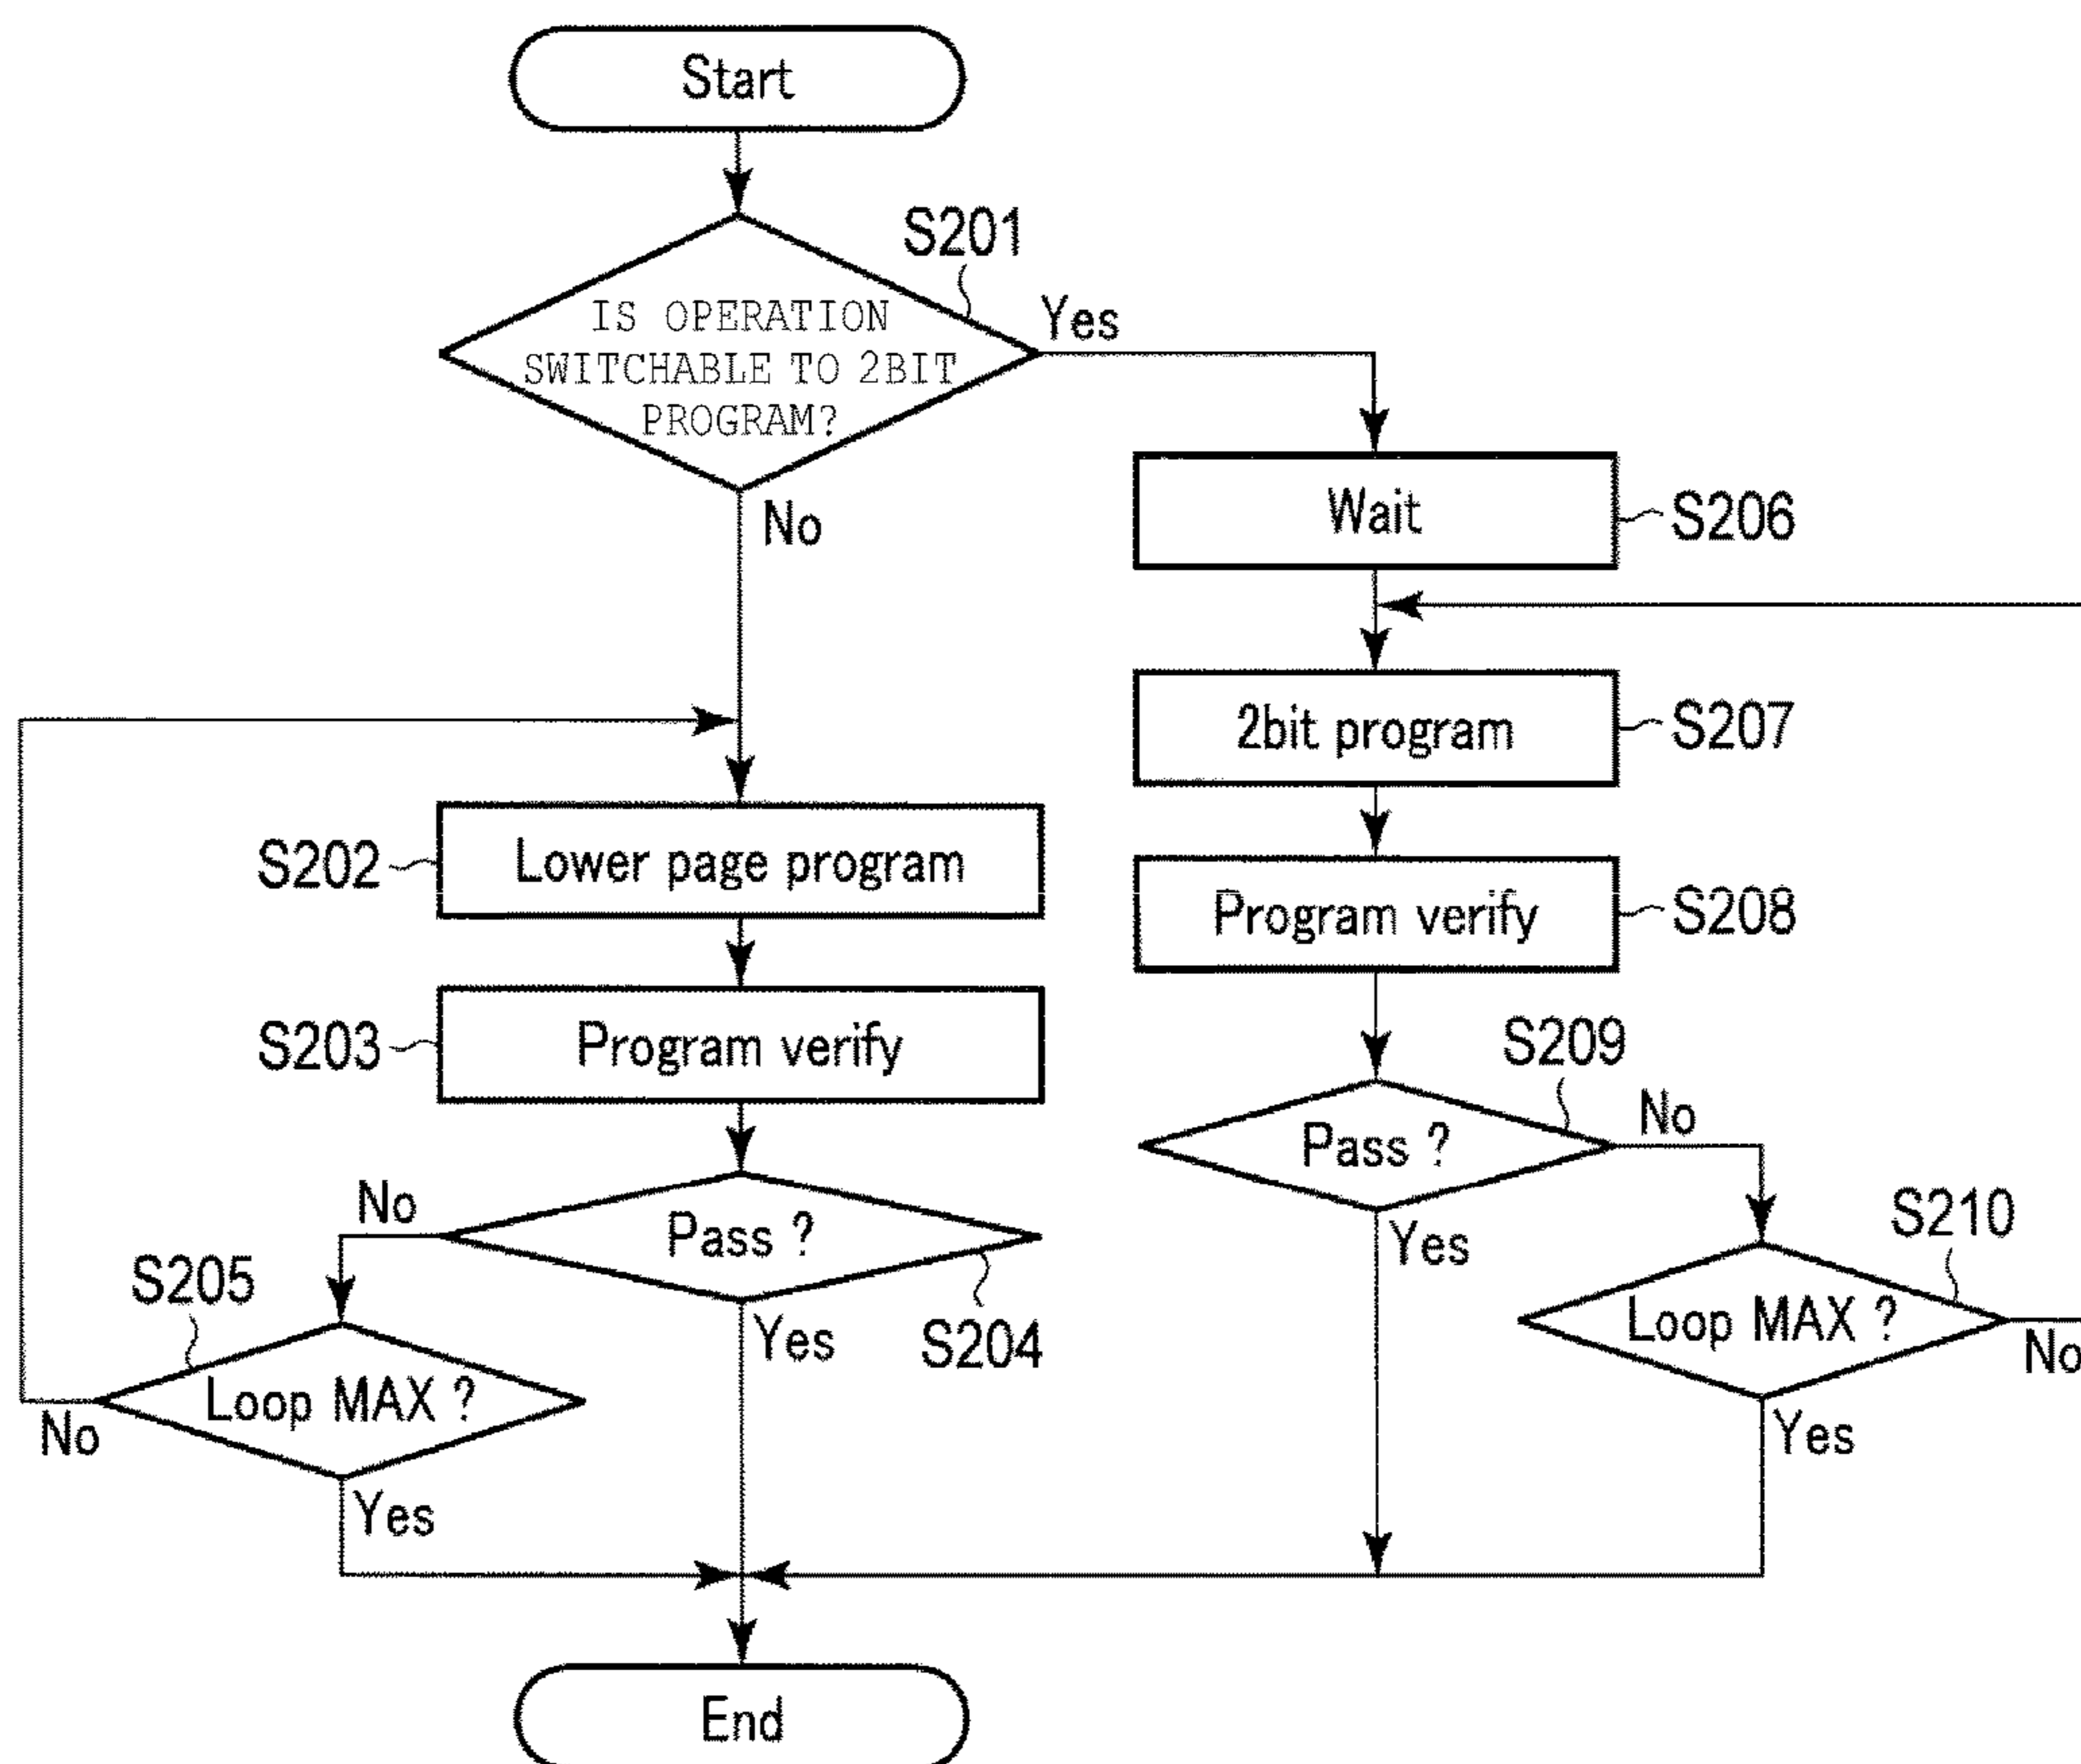 Start
S201
IS OPERATION
SWITCHABLE TO 2BIT
PROGRAM?
Yes
No
Wait
S206
2bit program
S207
S202
Lower page program
Program verify
S208
S203
Program verify
S209
Pass ?
No
Yes
No
Pass ?
S204
Yes
S210
Loop MAX ?
No
Yes
S205
Loop MAX ?
No
Yes
End